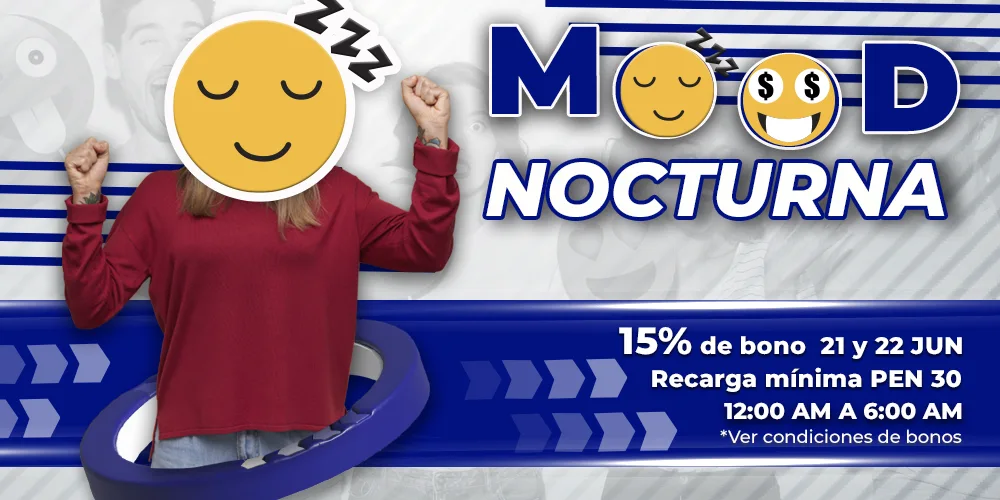 ZZZ
MOOD
NOCTURNA
15% de bono 21 y 22 JUN
Recarga mínima PEN 30
12:00 AM A 6:00 AM
*Ver condiciones de bonos